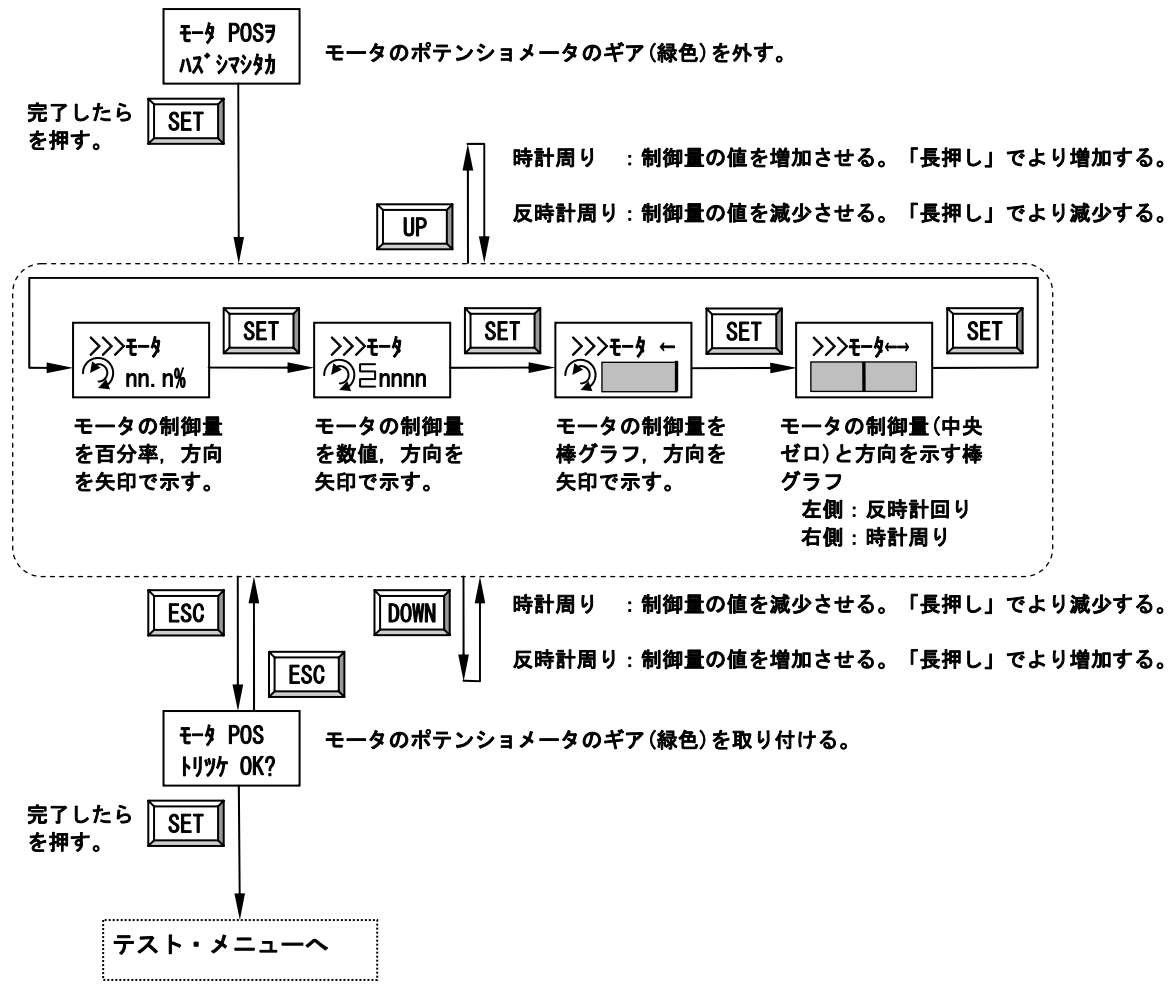 モータ POSヲ
ハズシマシタカ
モータのポテンショメータのギア(緑色)を外す。
完了したら
を押す。
SET
時計周り ：制御量の値を増加させる。「長押し」でより増加する。
反時計周り：制御量の値を減少させる。「長押し」でより減少する。
UP
>>>モータ
nn.n%
SET
>>>モータ
nnnn
SET
>>>モータ ←
SET
>>>モータ←→
SET
モータの制御量
を百分率，方向
を矢印で示す。
モータの制御量
を数値，方向を
矢印で示す。
モータの制御量を
棒グラフ，方向を
矢印で示す。
モータの制御量(中央
ゼロ)と方向を示す棒
グラフ
左側：反時計回り
右側：時計周り
ESC
ESC
DOWN
時計周り ：制御量の値を減少させる。「長押し」でより減少する。
反時計周り：制御量の値を増加させる。「長押し」でより増加する。
モータ POS
トリツケ OK?
モータのポテンショメータのギア(緑色)を取り付ける。
完了したら
を押す。
SET
テスト・メニューへ